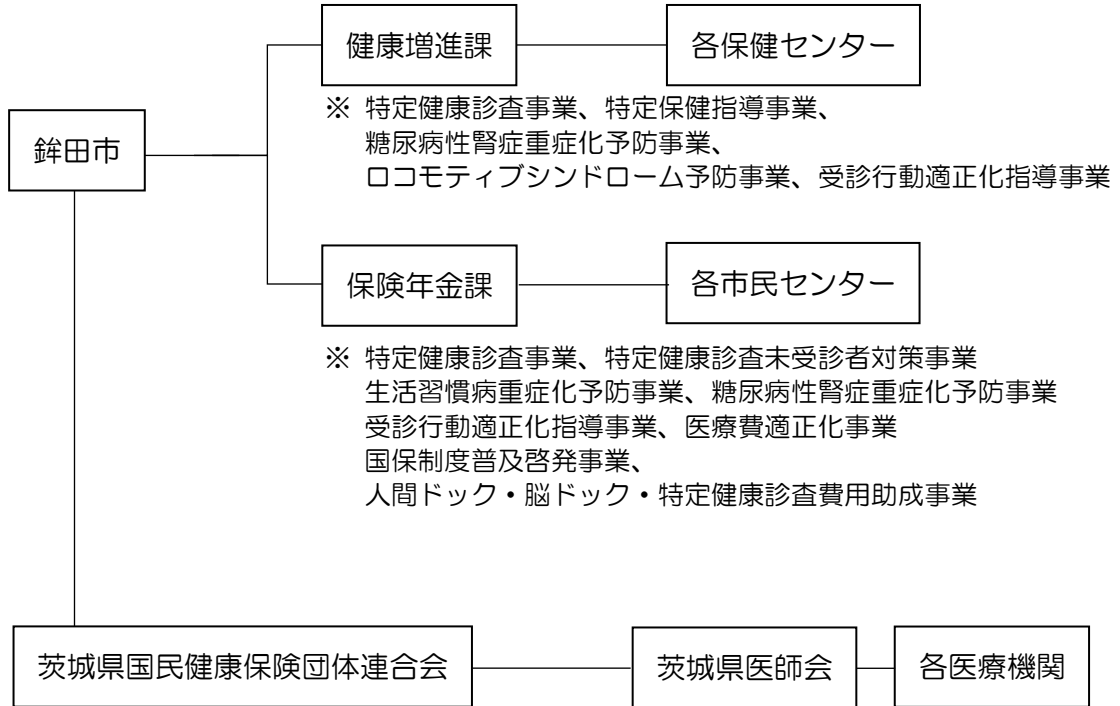 健康増進課
各保健センター
※ 特定健康診査事業、特定保健指導事業、
糖尿病性腎症重症化予防事業、
ロコモティブシンドローム予防事業、受診行動適正化指導事業
鉾田市
保険年金課
各市民センター
※ 特定健康診査事業、特定健康診査未受診者対策事業
生活習慣病重症化予防事業、糖尿病性腎症重症化予防事業
受診行動適正化指導事業、医療費適正化事業
国保制度普及啓発事業、
人間ドック・脳ドック・特定健康診査費用助成事業
茨城県国民健康保険団体連合会
茨城県医師会
各医療機関